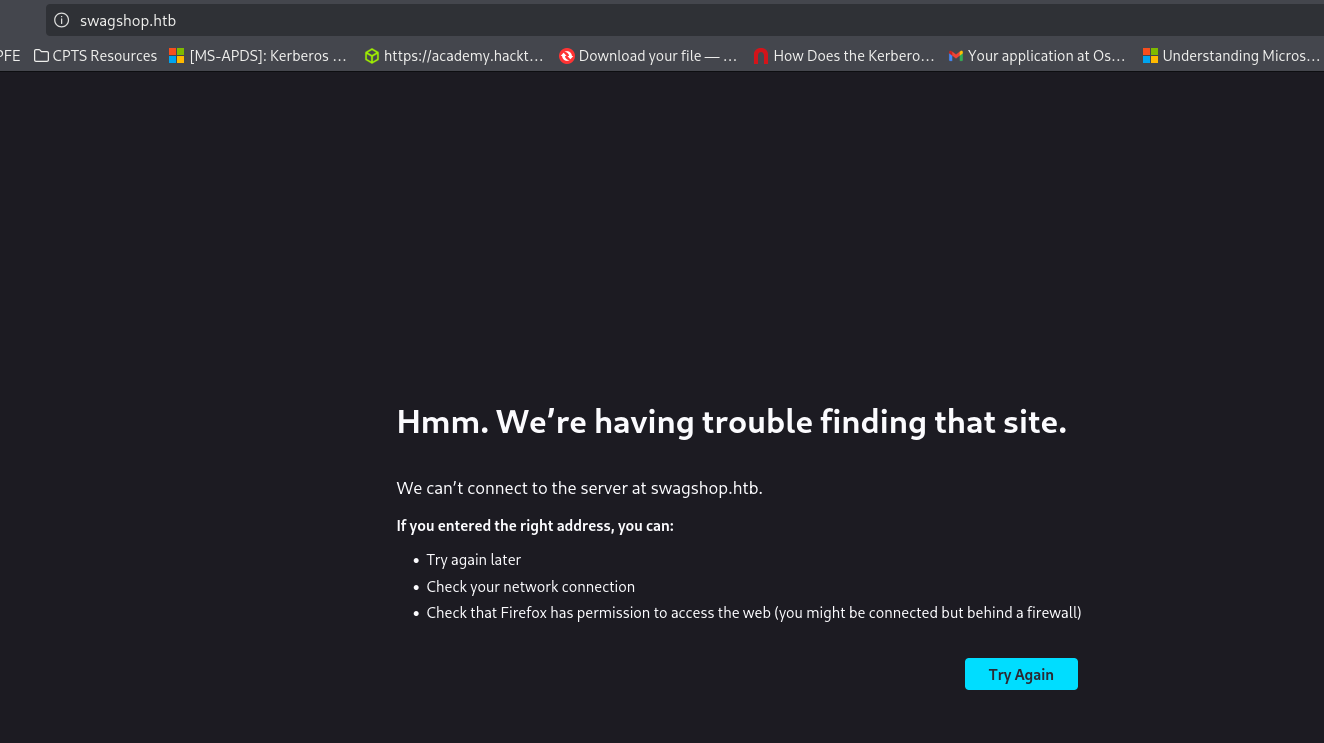 swagshop.htb
PFE CPTS Resources [MS-APDS]: Kerberos … https://academy.hackt… Download your file — … How Does the Kerbero… Your application at Os… Understanding Micros…
Hmm. We’re having trouble finding that site.
We can’t connect to the server at swagshop.htb.
If you entered the right address, you can:
• Try again later
• Check your network connection
• Check that Firefox has permission to access the web (you might be connected but behind a firewall)
Try Again